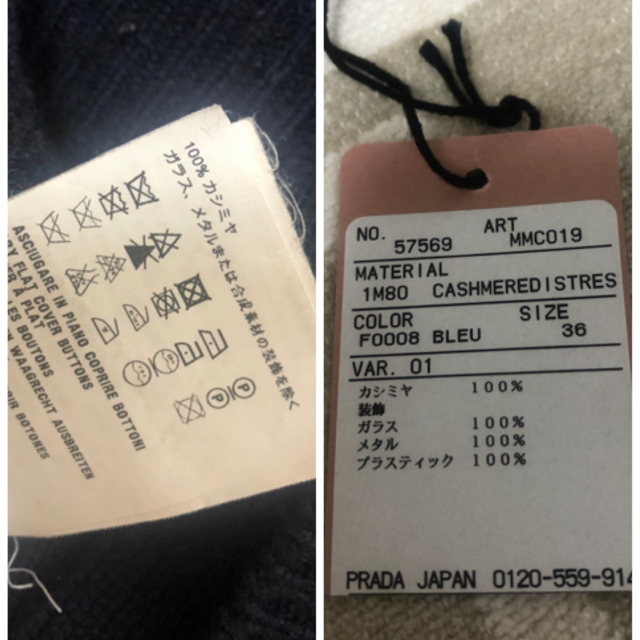 100% カシミヤ
ガラス、メタルまたは合成素材の装飾を除く
P P
ASCIUGARE IN PIANO COPRIRE BOTTONI
FLAT COVER BUTTONS
À PLAT
LES BOUTONS
WAAGRECHT AUSBREITEN
BOTONES
NO. 57569 ART MMC019
MATERIAL
1M80 CASHMEREDISTRES
COLOR SIZE
F0008 BLEU 36
VAR. 01
カシミヤ 100%
装飾
ガラス 100%
メタル 100%
プラスティック 100%
PRADA JAPAN 0120-559-914